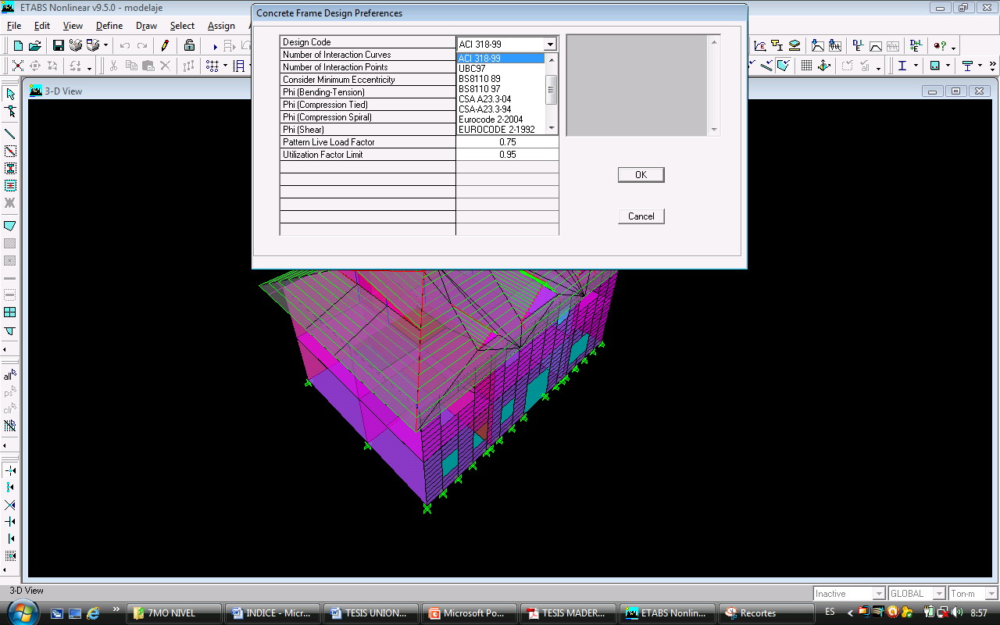 ETABS Nonlinear v9.5.0 - modelaje
File Edit View Define Draw Select Assign
Concrete Frame Design Preferences
Design Code ACI 318-99
Number of Interaction Curves ACI 318-99
Number of Interaction Points UBC97
Consider Minimum Eccentricity BS8110 89
Phi (Bending-Tension) BS8110 97
Phi (Compression Tied) CSA-A23.3-04
Phi (Compression Spiral) CSA-A23.3-94
Phi (Shear) Eurocode 2-2004
EUROCODE 2-1992
Pattern Live Load Factor 0.75
Utilization Factor Limit 0.95
OK
Cancel
3-D View
all
ps
clr
3-D View
Inactive GLOBAL Ton-m
7MO NIVEL INDICE - Micr... TESIS UNION... Microsoft Po... TESIS MADER... ETABS Nonlin... Recortes ES 8:57